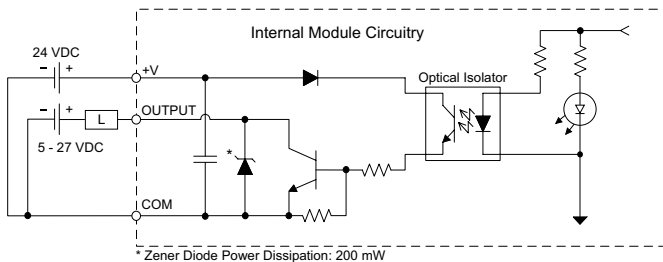 Internal Module Circuitry
24 VDC
- +
+V
Optical Isolator
- +
OUTPUT
L
5 - 27 VDC
*
COM
* Zener Diode Power Dissipation: 200 mW